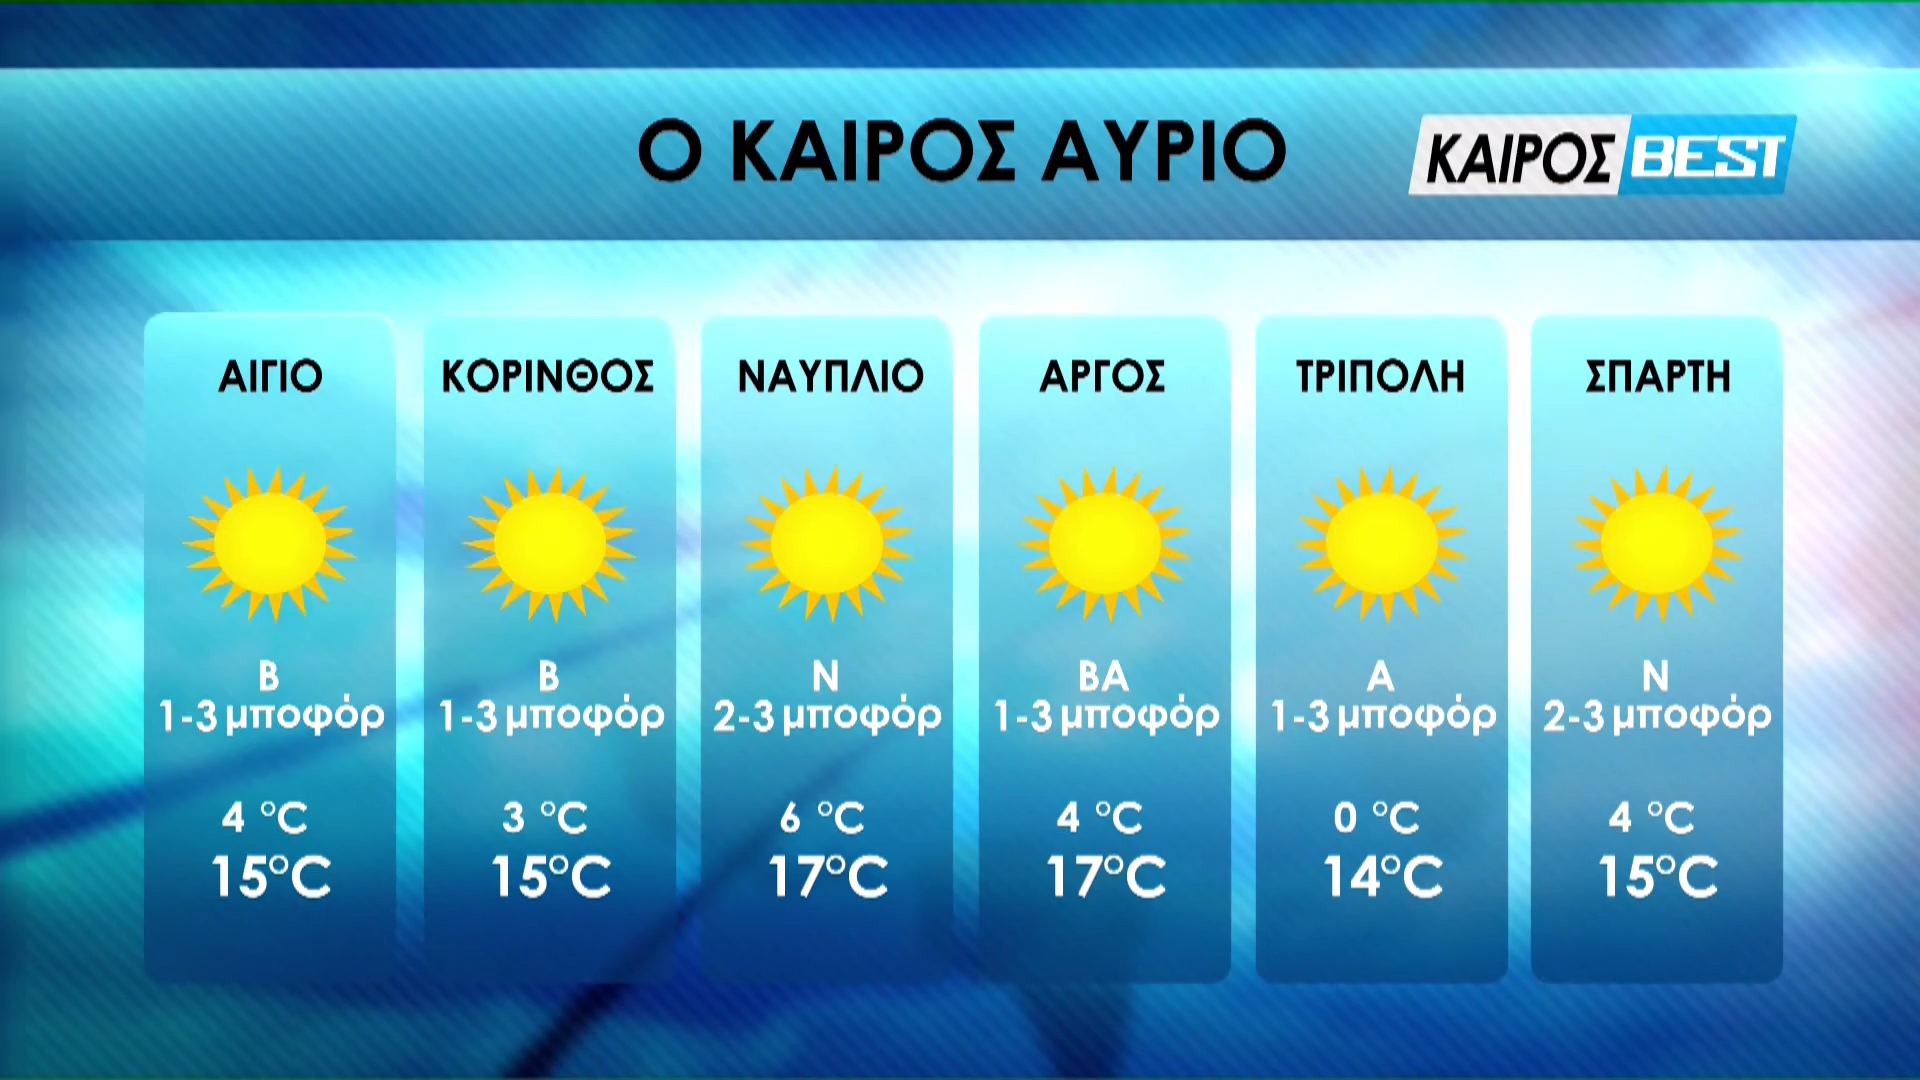 Ο ΚΑΙΡΟΣ ΑΥΡΙΟ
ΚΑΙΡΟΣ BEST
ΑΙΓΙΟ
Β
1-3 μποφόρ
4 °C
15°C
ΚΟΡΙΝΘΟΣ
Β
1-3 μποφόρ
3 °C
15°C
ΝΑΥΠΛΙΟ
Ν
2-3 μποφόρ
6 °C
17°C
ΑΡΓΟΣ
ΒΑ
1-3 μποφόρ
4 °C
17°C
ΤΡΙΠΟΛΗ
Α
1-3 μποφόρ
0 °C
14°C
ΣΠΑΡΤΗ
Ν
2-3 μποφόρ
4 °C
15°C